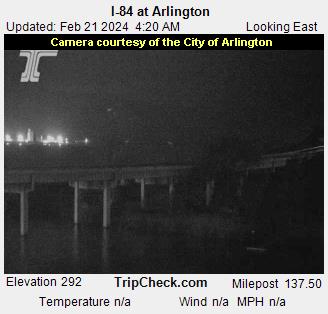 I-84 at Arlington
Updated: Feb 21 2024 4:20 AM Looking East
Camera courtesy of the City of Arlington
Elevation 292 TripCheck.com Milepost 137.50
Temperature n/a Wind n/a MPH n/a